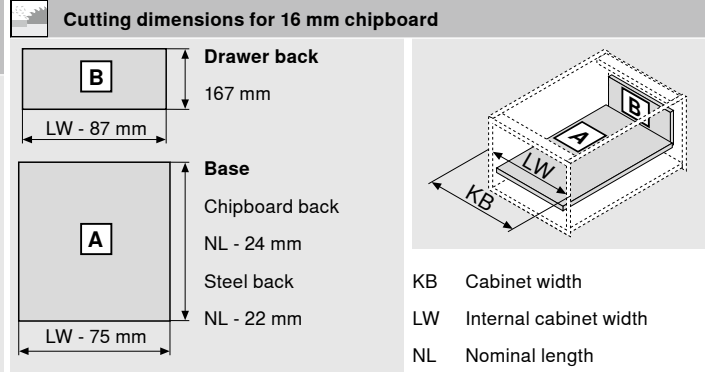 Cutting dimensions for 16 mm chipboard
B
LW - 87 mm
Drawer back
167 mm
A
LW - 75 mm
Base
Chipboard back
NL - 24 mm
Steel back
NL - 22 mm
B
A
LW
KB
KB Cabinet width
LW Internal cabinet width
NL Nominal length